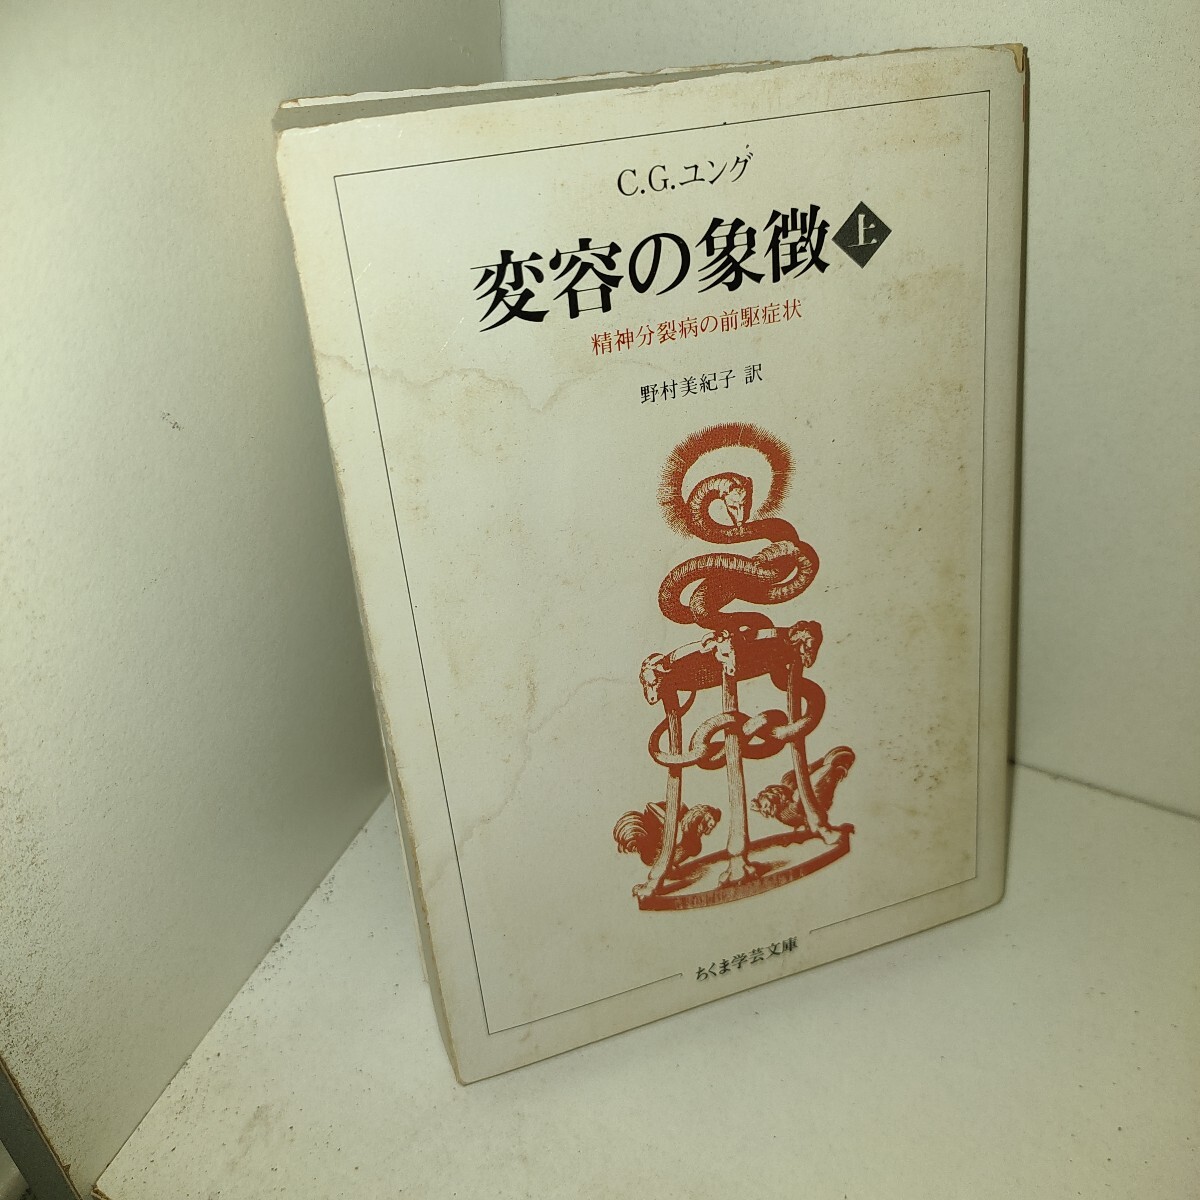 C.G.ユング
変容の象徴 上
精神分裂病の前駆症状
野村美紀子 訳
ちくま学芸文庫